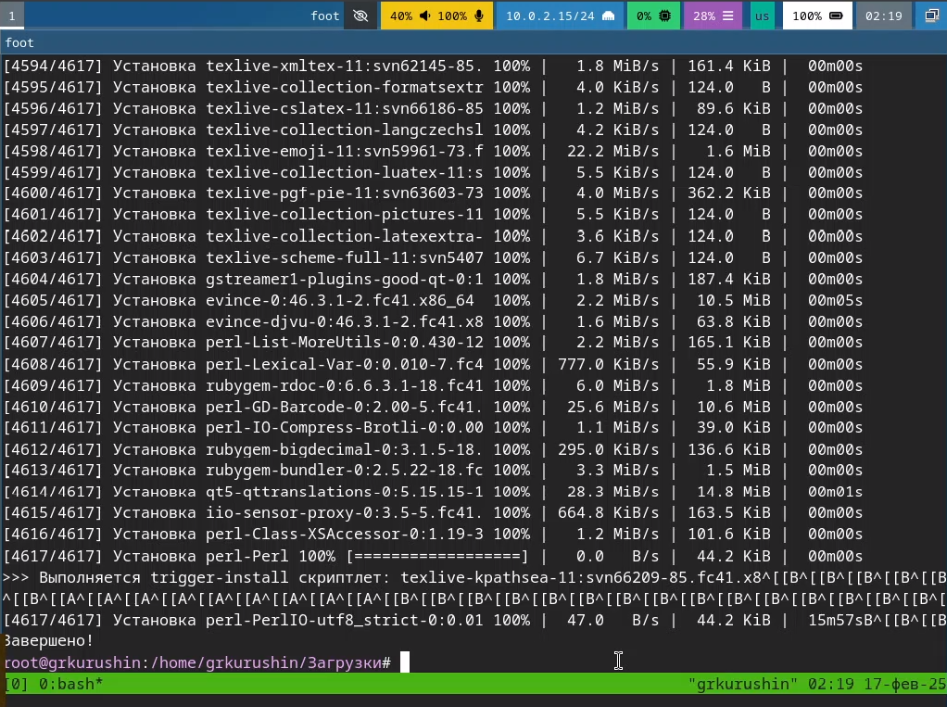 1 foot 40% 100% 10.0.2.15/24 0% 28% us 100% 02:19
foot
[4594/4617] Установка texlive-xmltex-11:svn62145-85. 100% | 1.8 MiB/s | 161.4 KiB | 00m00s
[4595/4617] Установка texlive-collection-formatsextr 100% | 4.0 KiB/s | 124.0 B | 00m00s
[4596/4617] Установка texlive-cslatex-11:svn66186-85 100% | 1.2 MiB/s | 89.6 KiB | 00m00s
[4597/4617] Установка texlive-collection-langczechsl 100% | 4.2 KiB/s | 124.0 B | 00m00s
[4598/4617] Установка texlive-emoji-11:svn59961-73.f 100% | 22.2 MiB/s | 1.6 MiB | 00m00s
[4599/4617] Установка texlive-collection-luatex-11:s 100% | 5.5 KiB/s | 124.0 B | 00m00s
[4600/4617] Установка texlive-pgf-pie-11:svn63603-73 100% | 4.0 MiB/s | 362.2 KiB | 00m00s
[4601/4617] Установка texlive-collection-pictures-11 100% | 5.5 KiB/s | 124.0 B | 00m00s
[4602/4617] Установка texlive-collection-latexextra- 100% | 3.6 KiB/s | 124.0 B | 00m00s
[4603/4617] Установка texlive-scheme-full-11:svn5407 100% | 6.7 KiB/s | 124.0 B | 00m00s
[4604/4617] Установка gstreamer1-plugins-good-qt-0:1 100% | 1.8 MiB/s | 187.4 KiB | 00m00s
[4605/4617] Установка evince-0:46.3.1-2.fc41.x86_64 100% | 2.2 MiB/s | 10.5 MiB | 00m05s
[4606/4617] Установка evince-djvu-0:46.3.1-2.fc41.x8 100% | 1.6 MiB/s | 63.8 KiB | 00m00s
[4607/4617] Установка perl-List-MoreUtils-0:0.430-12 100% | 2.2 MiB/s | 165.1 KiB | 00m00s
[4608/4617] Установка perl-Lexical-Var-0:0.010-7.fc4 100% | 777.0 KiB/s | 55.9 KiB | 00m00s
[4609/4617] Установка rubygem-rdoc-0:6.6.3.1-18.fc41 100% | 6.0 MiB/s | 1.8 MiB | 00m00s
[4610/4617] Установка perl-GD-Barcode-0:2.00-5.fc41. 100% | 25.6 MiB/s | 10.6 MiB | 00m00s
[4611/4617] Установка perl-IO-Compress-Brotli-0:0.00 100% | 1.1 MiB/s | 39.0 KiB | 00m00s
[4612/4617] Установка rubygem-bigdecimal-0:3.1.5-18. 100% | 295.0 KiB/s | 136.6 KiB | 00m00s
[4613/4617] Установка rubygem-bundler-0:2.5.22-18.fc 100% | 3.3 MiB/s | 1.5 MiB | 00m00s
[4614/4617] Установка qt5-qttranslations-0:5.15.15-1 100% | 28.3 MiB/s | 14.8 MiB | 00m01s
[4615/4617] Установка iio-sensor-proxy-0:3.5-5.fc41. 100% | 664.8 KiB/s | 163.5 KiB | 00m00s
[4616/4617] Установка perl-Class-XSAccessor-0:1.19-3 100% | 1.2 MiB/s | 101.6 KiB | 00m00s
[4617/4617] Установка perl-Perl 100% [==================] | 0.0 B/s | 44.2 KiB | 00m00s
>>> Выполняется trigger-install скриптлет: texlive-kpathsea-11:svn66209-85.fc41.x8^[[B^[[B^[[B^[[B^[[B
^[[B^[[A^[[A^[[A^[[A^[[A^[[A^[[A^[[A^[[B^[[B^[[B^[[B^[[B^[[B^[[B^[[B^[[B^[[B^[[B^[[B^[[B^[[B^[[B^[
[4617/4617] Установка perl-PerlIO-utf8_strict-0:0.01 100% | 47.0 B/s | 44.2 KiB | 15m57sB^[[B^[[B
Завершено!
root@grkurushin:/home/grkurushin/Загрузки#
[0] 0:bash* "grkurushin" 02:19 17-фев-25